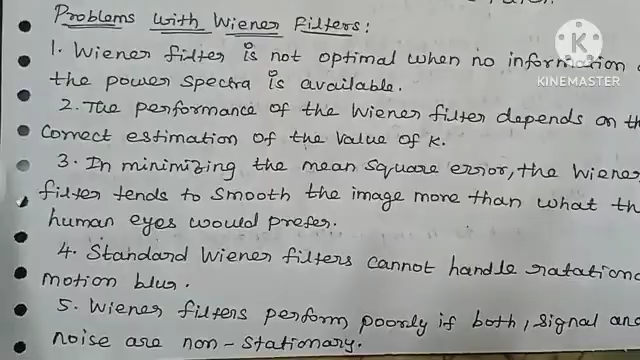 Problems with Wiener Filters:
1. Wiener filter is not optimal when no information
the power spectra is available.
2. The performance of the Wiener filter depends on th
correct estimation of the value of K.
3. In minimizing the mean square error, the Wiener
filter tends to smooth the image more than what th
human eyes would prefer.
4. Standard Wiener filters cannot handle ratationa
motion blur.
5. Wiener filters perform poorly if both, signal and
noise are non-stationary.
K
KINEMASTER